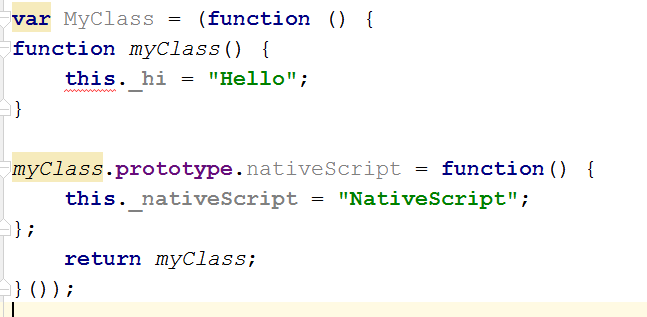 var MyClass = (function () {
function myClass() {
    this._hi = "Hello";
}

myClass.prototype.nativeScript = function() {
    this._nativeScript = "NativeScript";
};
    return myClass;
}());